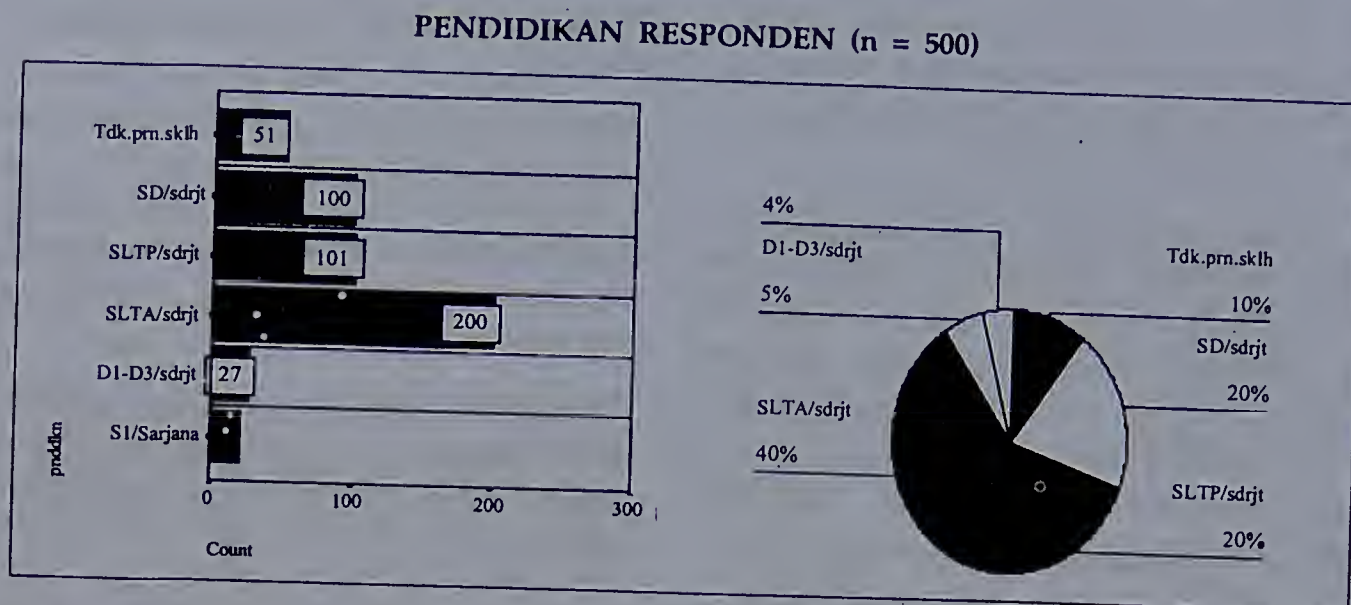 PENDIDIKAN RESPONDEN (n = 500)
Tdk.prn.sklh
51
SD/sdrjt
100
SLTP/sdrjt
101
SLTA/sdrjt
200
D1-D3/sdrjt
27
S1/Sarjana
pnddkn
0
100
200
300
Count
4%
D1-D3/sdrjt
5%
SLTA/sdrjt
40%
Tdk.prn.sklh
10%
SD/sdrjt
20%
SLTP/sdrjt
20%